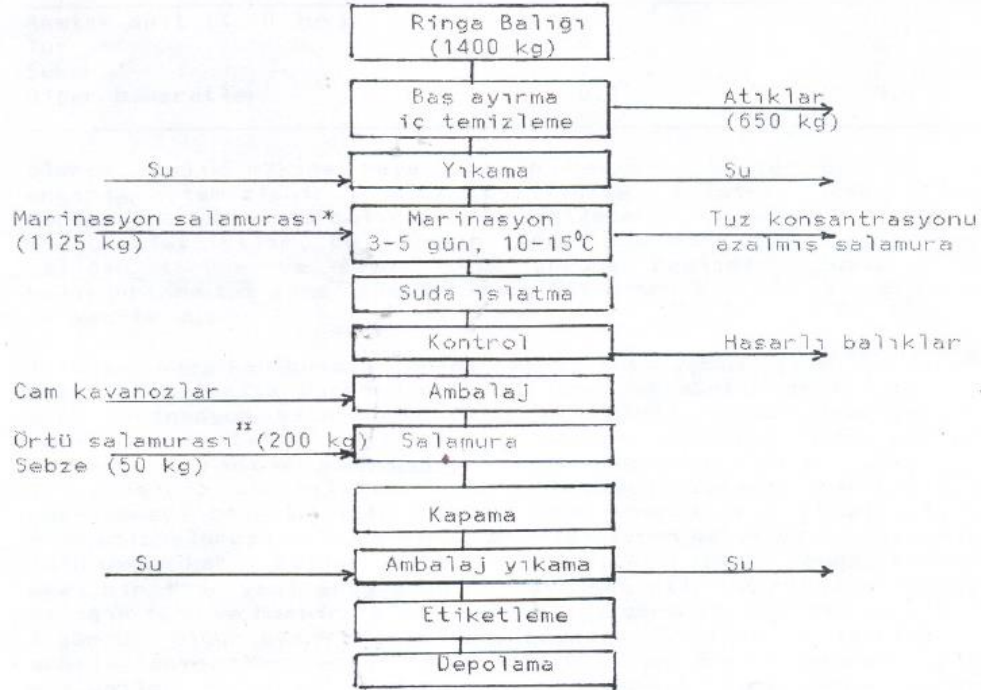 Ringa Balığı
(1400 kg)
Baş ayırma
iç temizleme
Atıklar
(650 kg)
Su
Yıkama
Su
Marinasyon salamurası*
(1125 kg)
Marinasyon
3-5 gün, 10-15⁰C
Tuz konsantrasyonu
azalmış salamura
Suda ıslatma
Kontrol
Hasarlı balıklar
Cam kavanozlar
Ambalaj
Örtü salamurası** (200 kg)
Sebze (50 kg)
Salamura
Kapama
Su
Ambalaj yıkama
Su
Etiketleme
Depolama